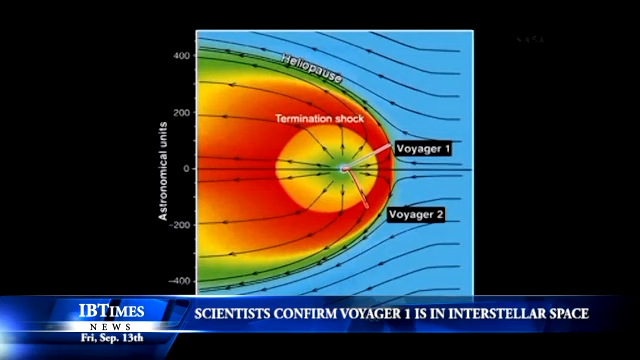 NASA
400
Heliopause
200
Termination shock
Voyager 1
Astronomical units
0
Voyager 2
-200
-400
IBTIMES
SCIENTISTS CONFIRM VOYAGER 1 IS IN INTERSTELLAR SPACE
NEWS
Fri, Sep. 13th